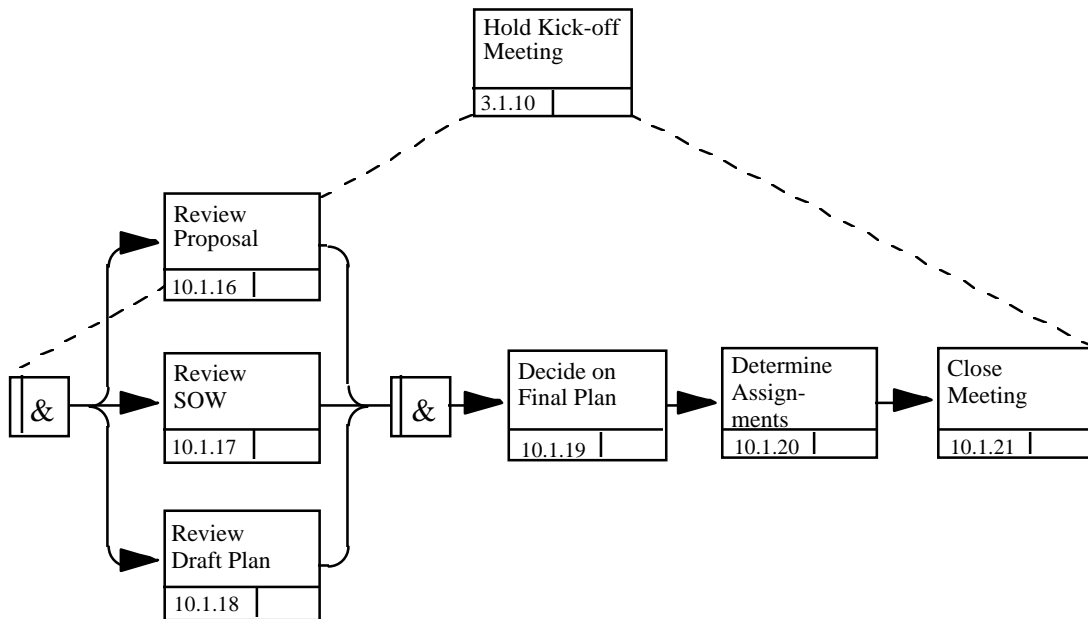 Hold Kick-off
Meeting
3.1.10
Review
Proposal
10.1.16
&
Review
SOW
10.1.17
&
Decide on
Final Plan
10.1.19
Determine
Assign-
ments
10.1.20
Close
Meeting
10.1.21
Review
Draft Plan
10.1.18